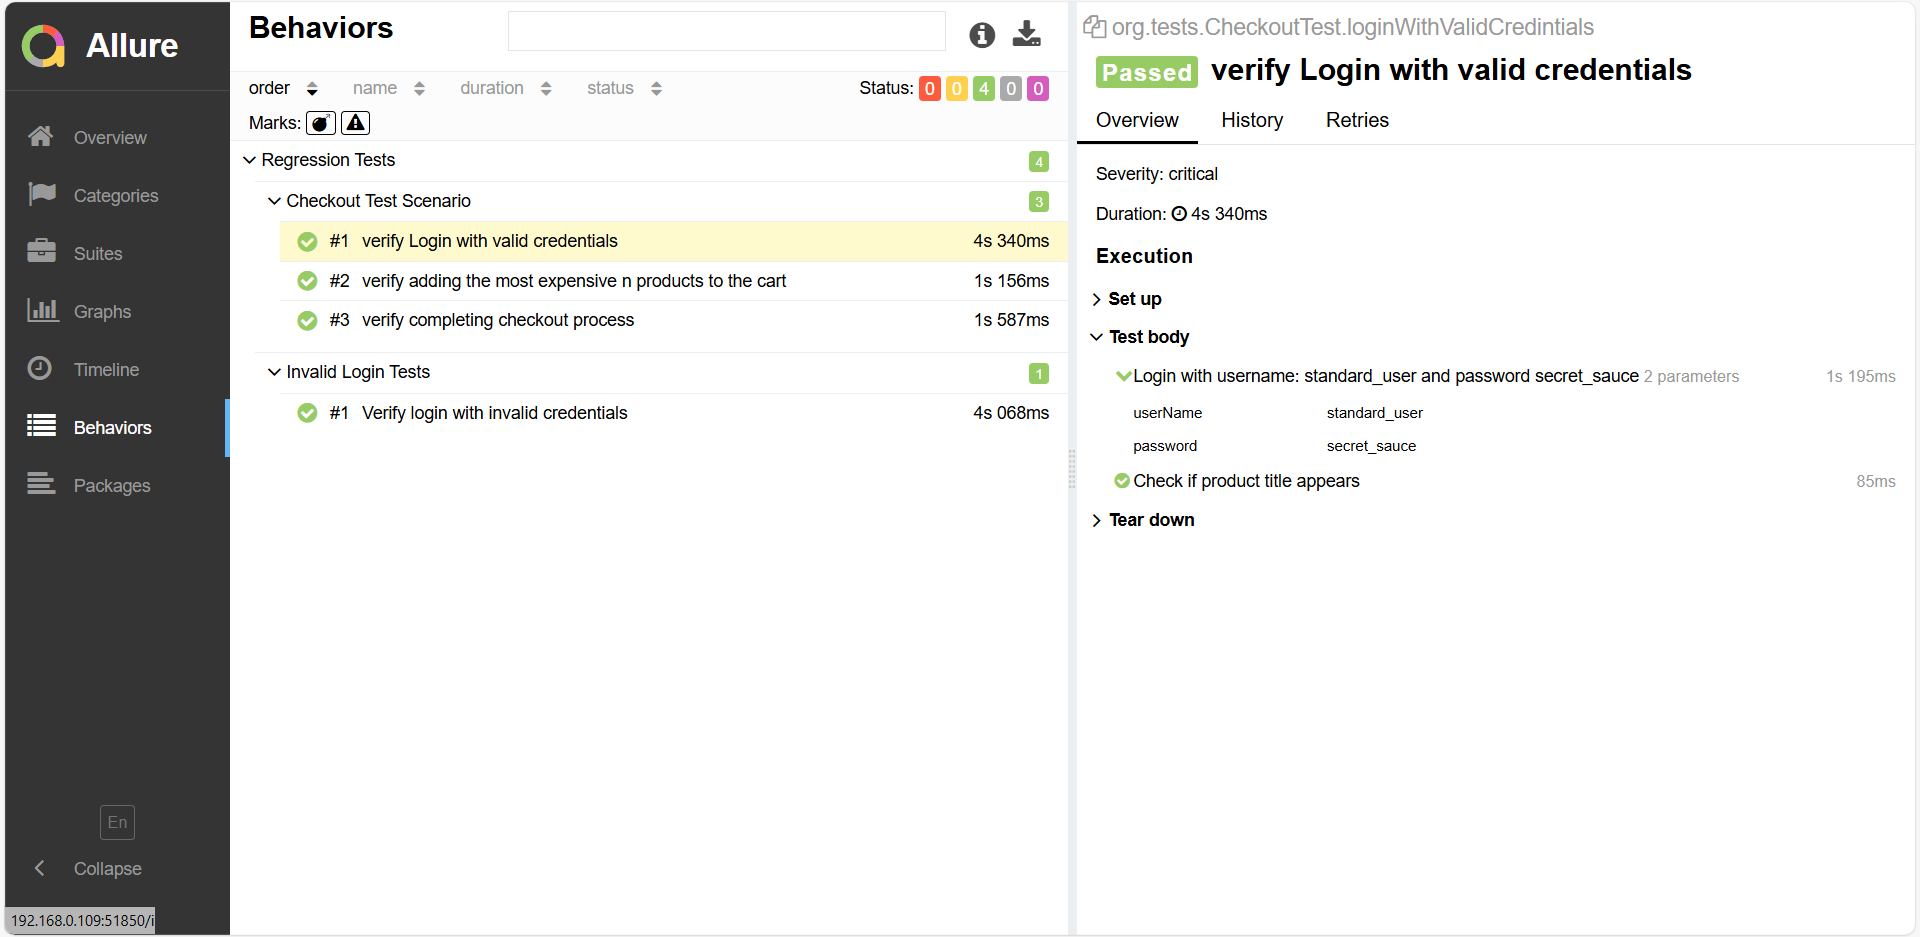 Allure
Overview
Categories
Suites
Graphs
Timeline
Behaviors
Packages
En
Collapse
192.168.0.109:51850/i
Behaviors
order name duration status Status: 0 0 4 0 0
Marks:
Regression Tests 4
Checkout Test Scenario 3
#1 verify Login with valid credentials 4s 340ms
#2 verify adding the most expensive n products to the cart 1s 156ms
#3 verify completing checkout process 1s 587ms
Invalid Login Tests 1
#1 Verify login with invalid credentials 4s 068ms
org.tests.CheckoutTest.loginWithValidCredintials
Passed verify Login with valid credentials
Overview History Retries
Severity: critical
Duration: 4s 340ms
Execution
Set up
Test body
Login with username: standard_user and password secret_sauce 2 parameters 1s 195ms
userName standard_user
password secret_sauce
Check if product title appears 85ms
Tear down